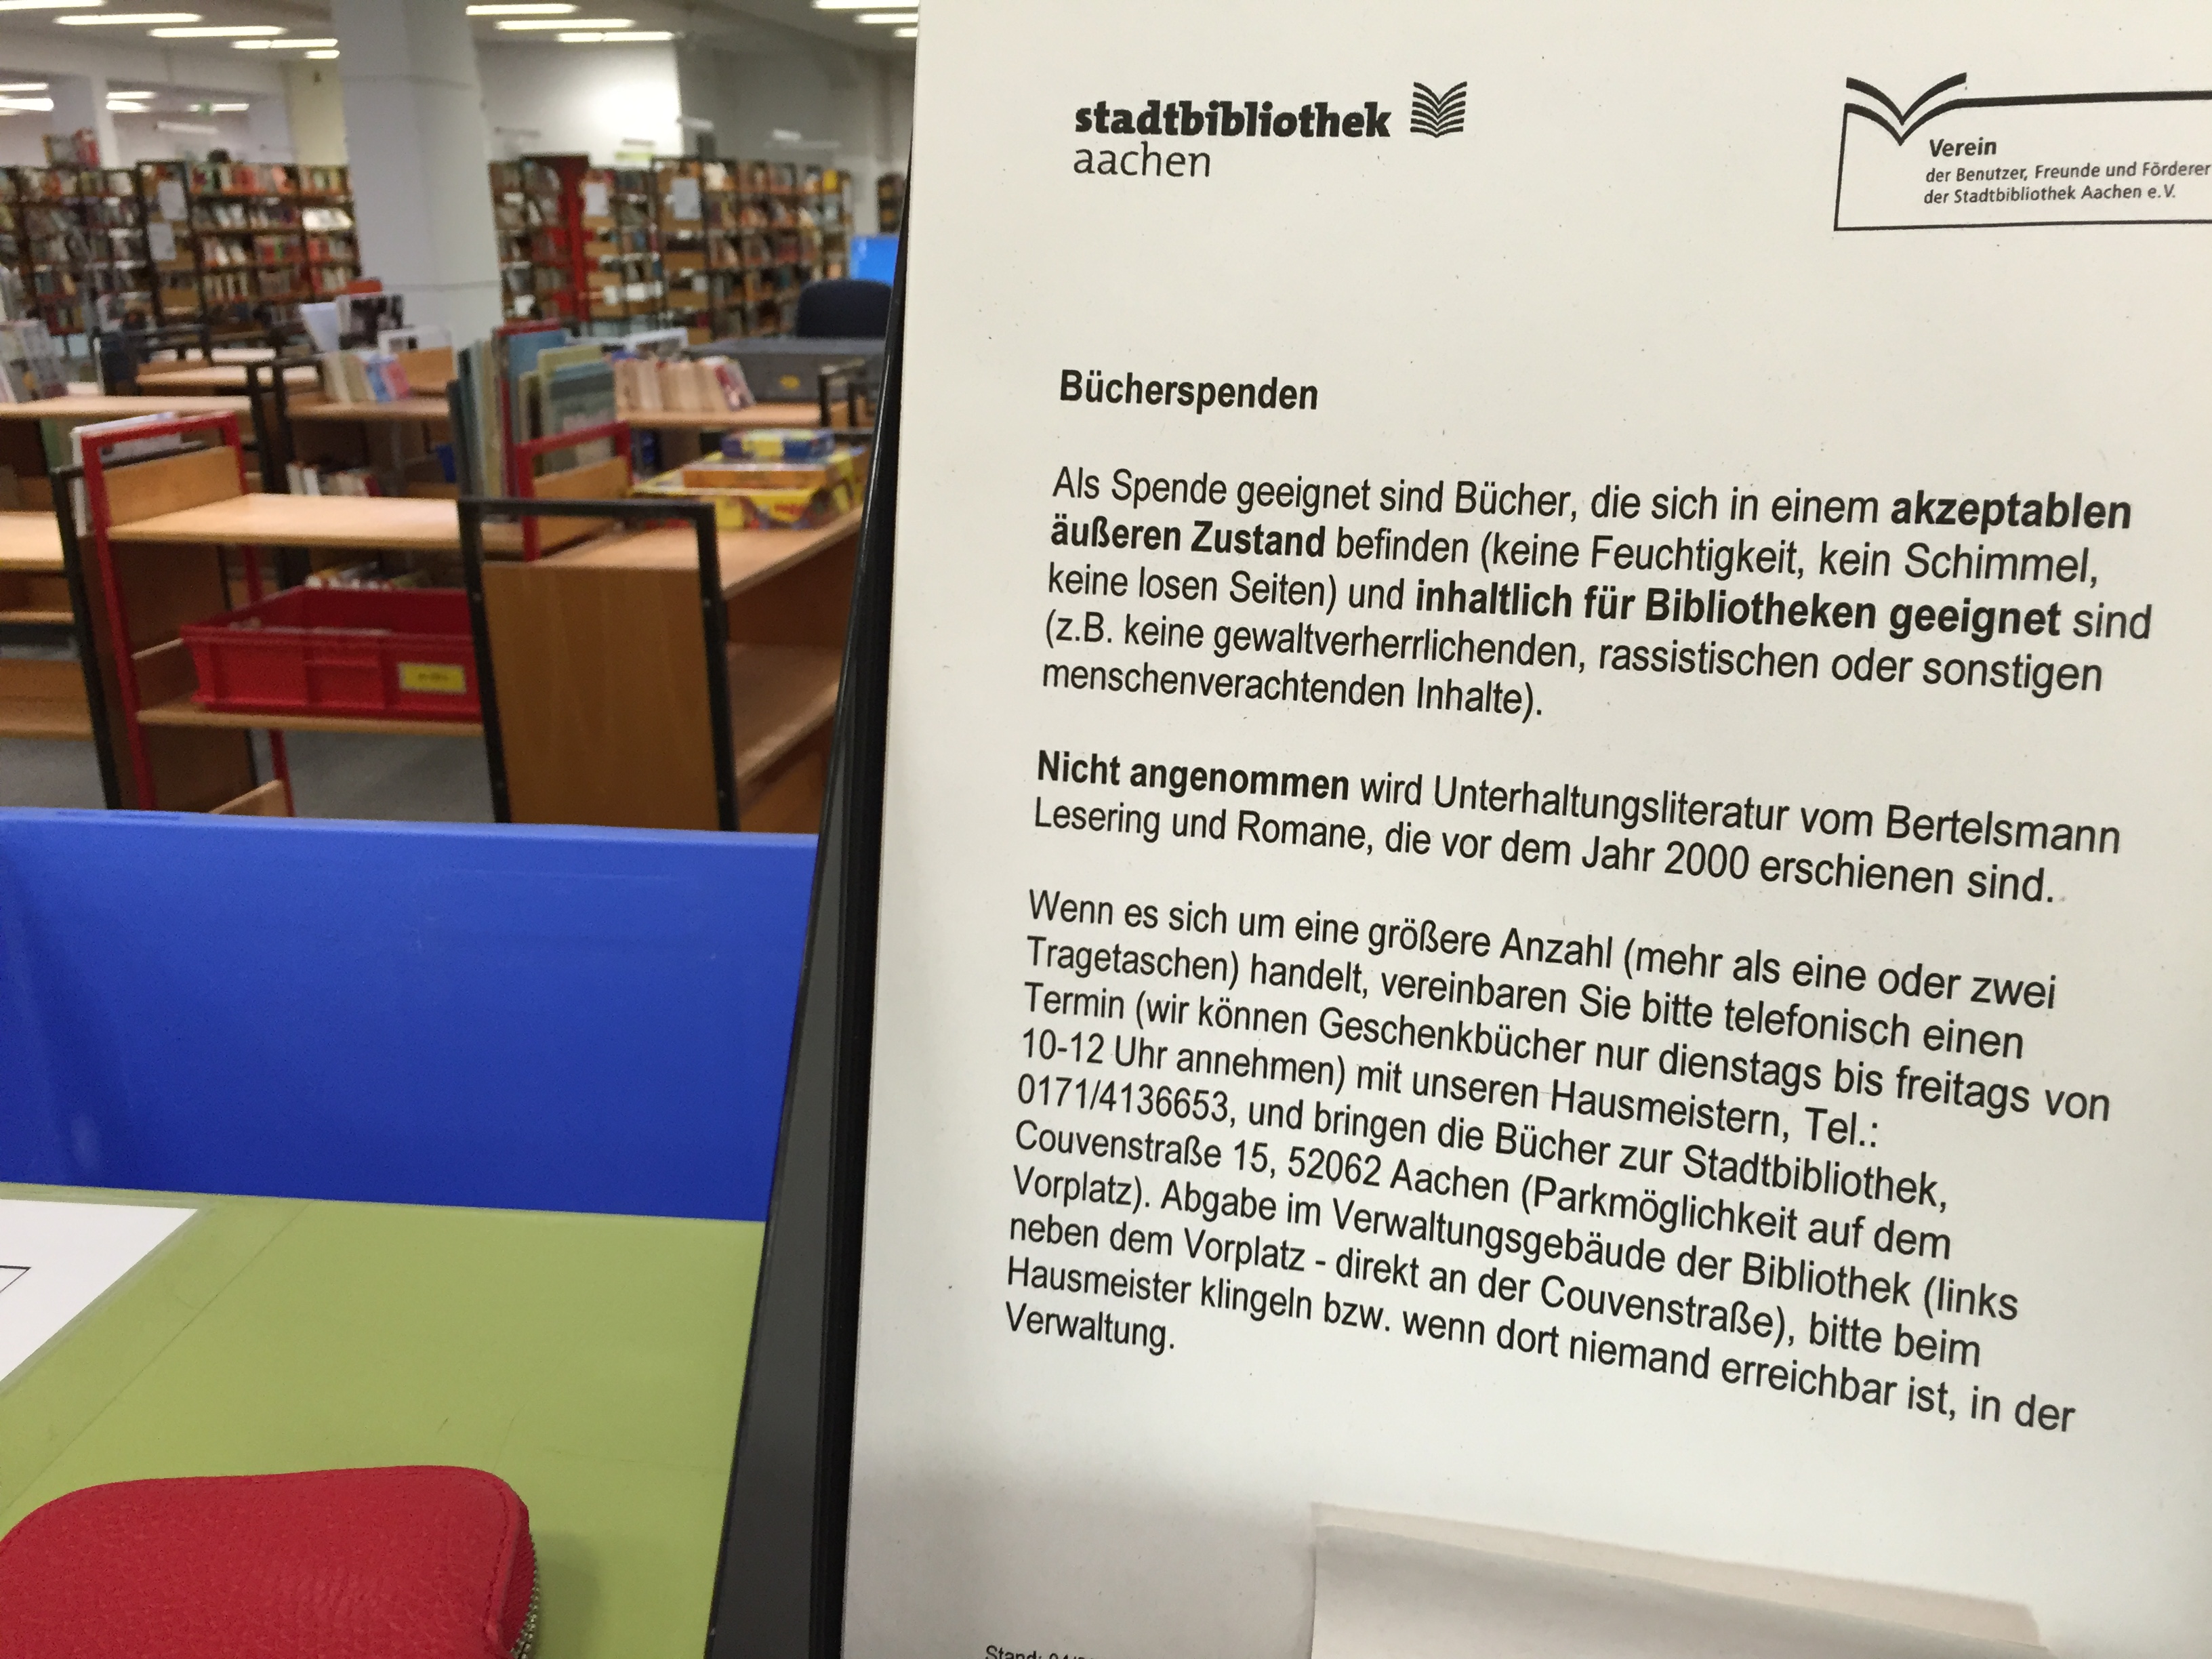 stadtbibliothek
aachen
Verein
der Benutzer, Freunde und Förderer
der Stadtbibliothek Aachen e.V.
Bücherspenden
Als Spende geeignet sind Bücher, die sich in einem akzeptablen
äußeren Zustand befinden (keine Feuchtigkeit, kein Schimmel,
keine losen Seiten) und inhaltlich für Bibliotheken geeignet sind
(z.B. keine gewaltverherrlichenden, rassistischen oder sonstigen
menschenverachtenden Inhalte).
Nicht angenommen wird Unterhaltungsliteratur vom Bertelsmann
Lesering und Romane, die vor dem Jahr 2000 erschienen sind.
Wenn es sich um eine größere Anzahl (mehr als eine oder zwei
Tragetaschen) handelt, vereinbaren Sie bitte telefonisch einen
Termin (wir können Geschenkbücher nur dienstags bis freitags von
10-12 Uhr annehmen) mit unseren Hausmeistern, Tel.:
0171/4136653, und bringen die Bücher zur Stadtbibliothek,
Couvenstraße 15, 52062 Aachen (Parkmöglichkeit auf dem
Vorplatz). Abgabe im Verwaltungsgebäude der Bibliothek (links
neben dem Vorplatz - direkt an der Couvenstraße), bitte beim
Hausmeister klingeln bzw. wenn dort niemand erreichbar ist, in der
Verwaltung.
Stand: